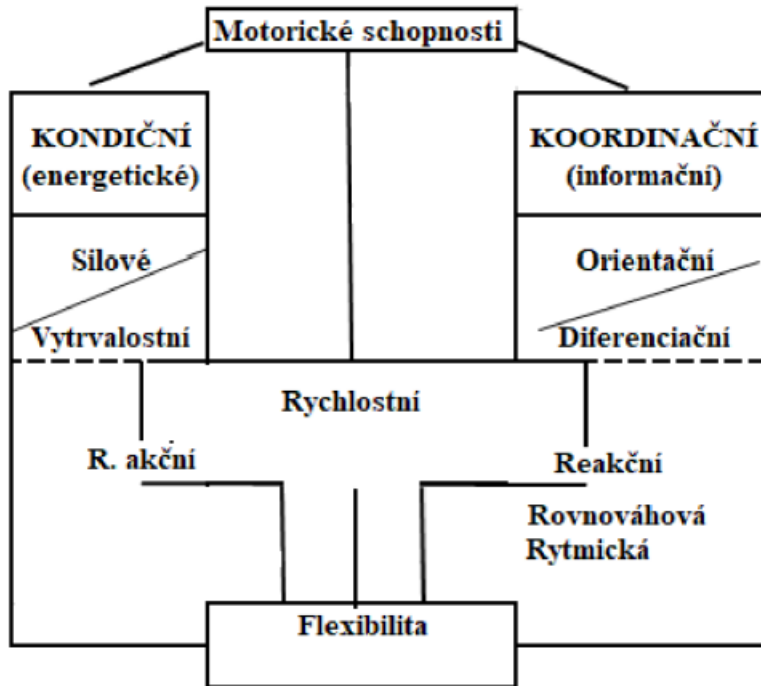 Motorické schopnosti
KONDIČNÍ
(energetické)
KOORDINAČNÍ
(informační)
Silové
Vytrvalostní
Orientační
Diferenciační
Rychlostní
R. akční
Reakční
Rovnováhová
Rytmická
Flexibilita